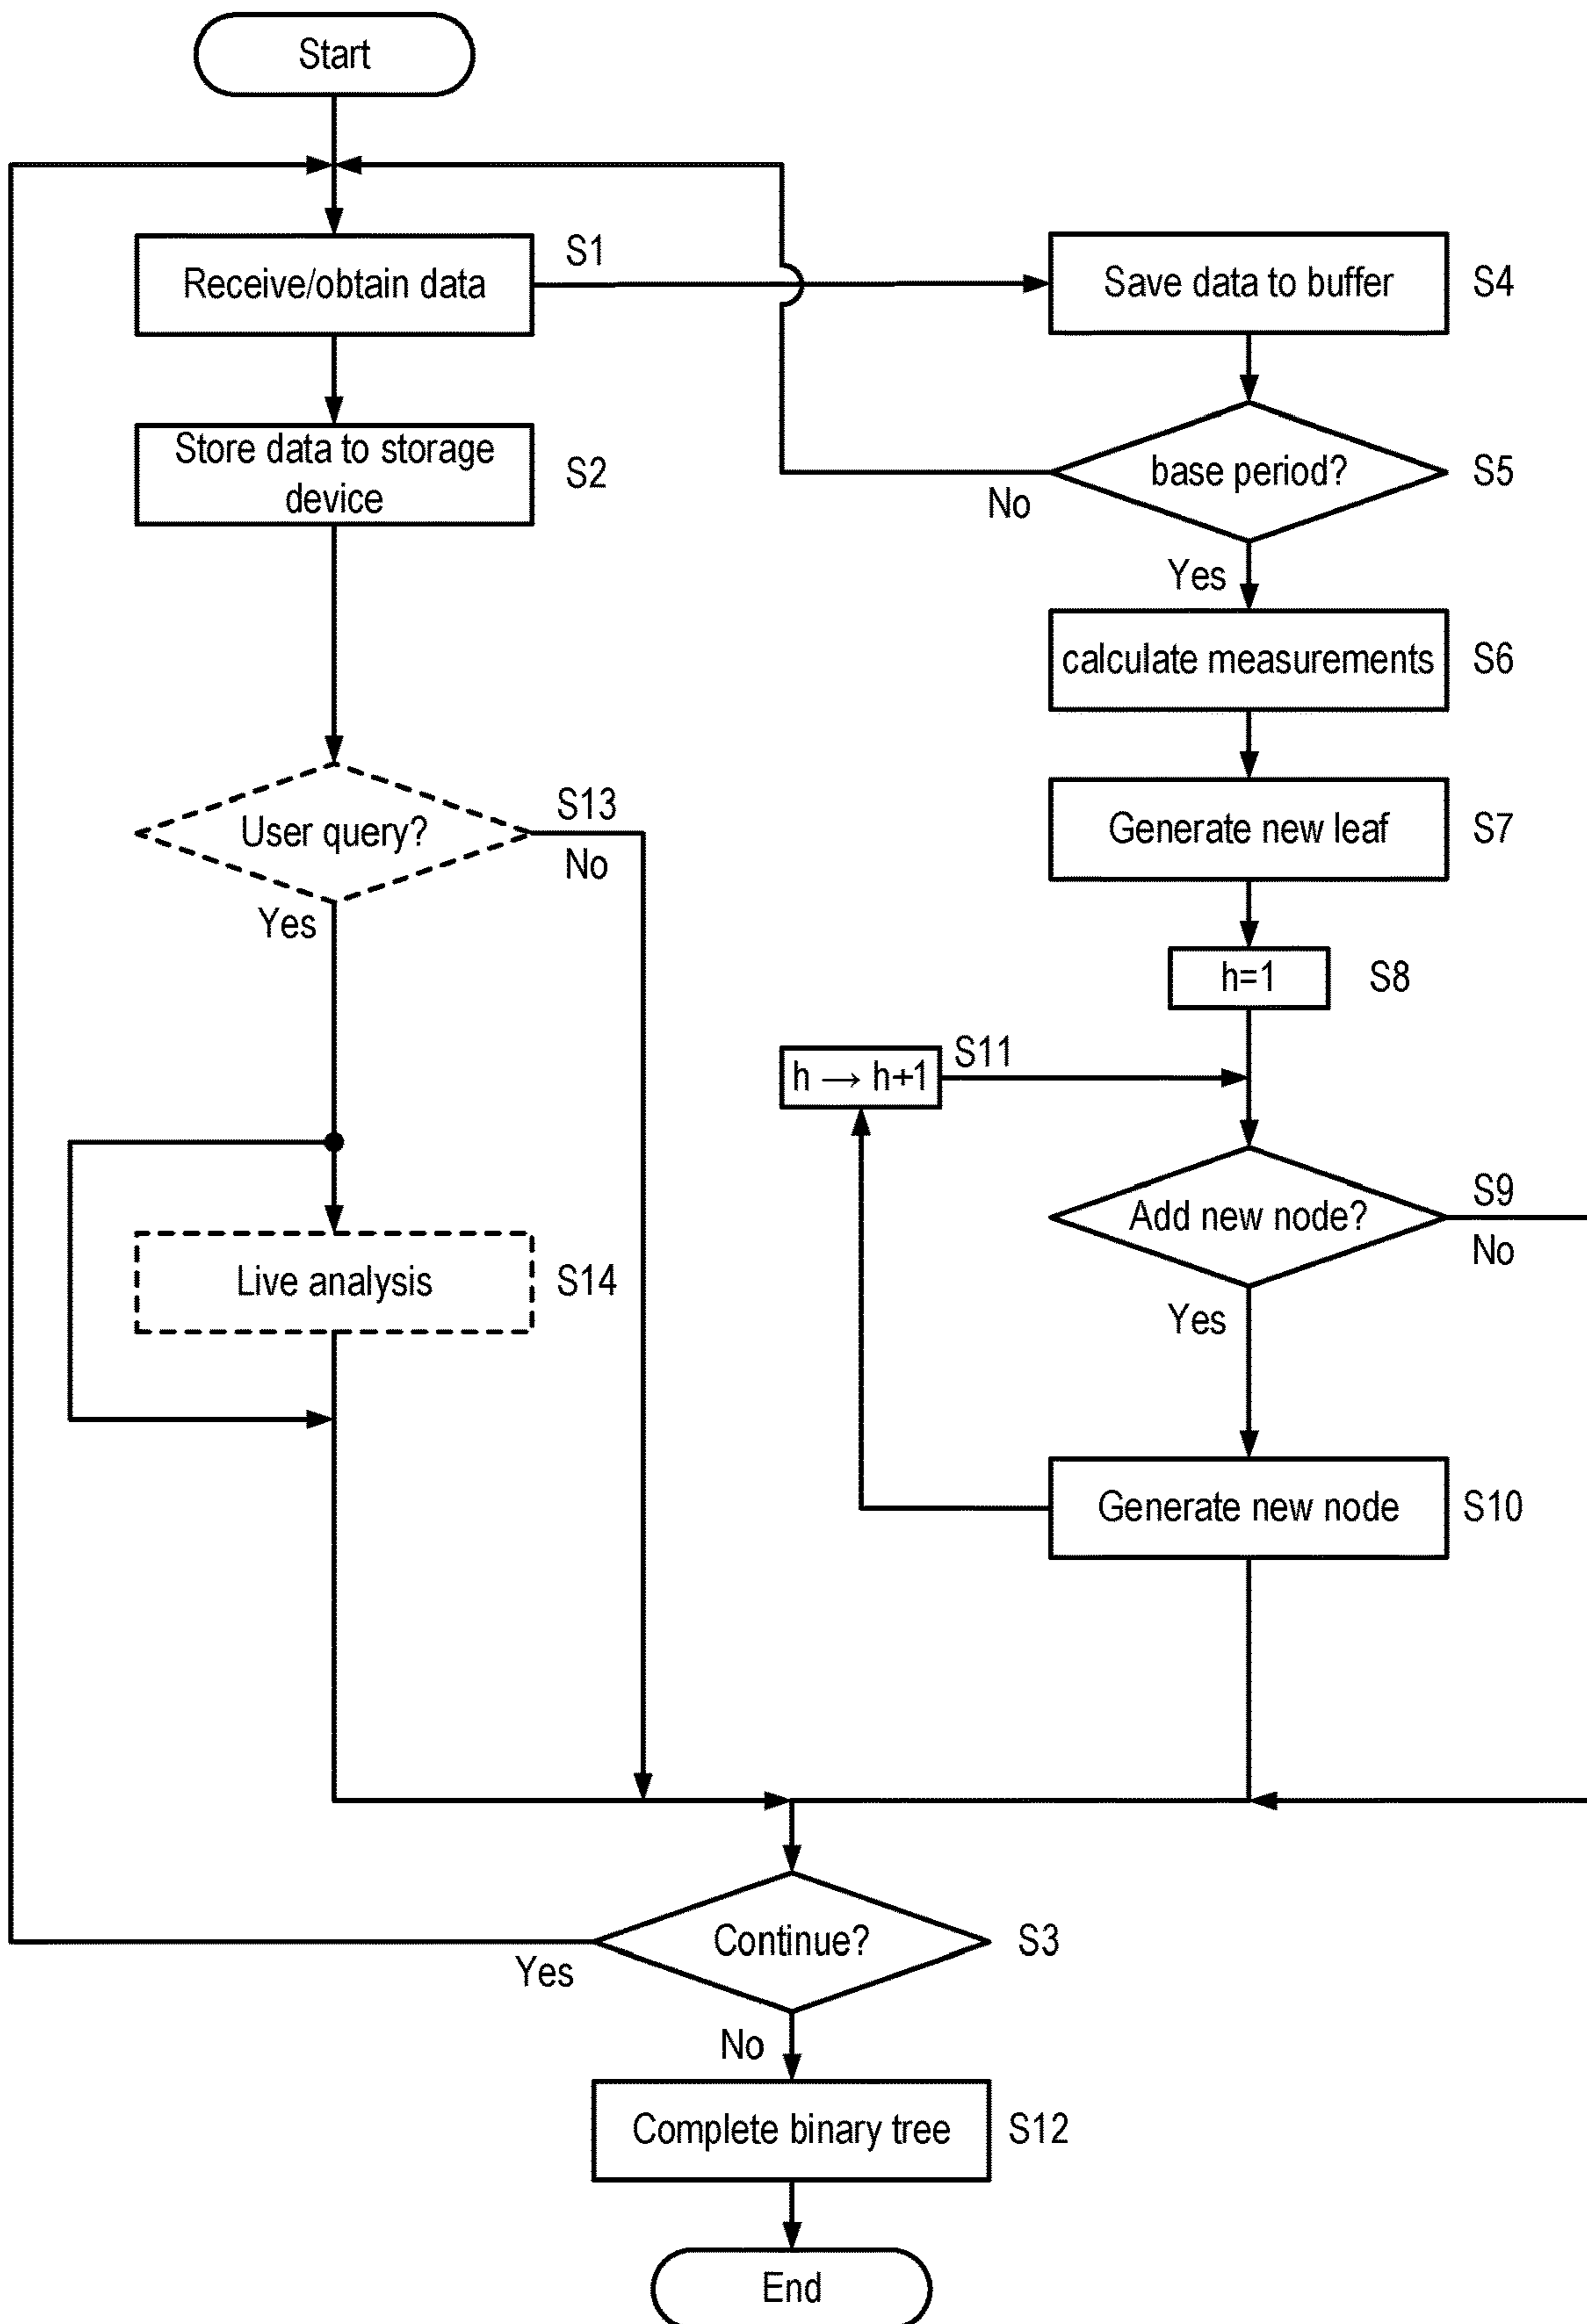 Start
S1
Receive/obtain data
Save data to buffer
S4
Store data to storage
device
S2
base period?
S5
No
Yes
calculate measurements
S6
User query?
S13
No
Yes
Generate new leaf
S7
h=1
S8
h → h+1
S11
Add new node?
S9
No
Yes
Live analysis
S14
Generate new node
S10
Continue?
S3
Yes
No
Complete binary tree
S12
End